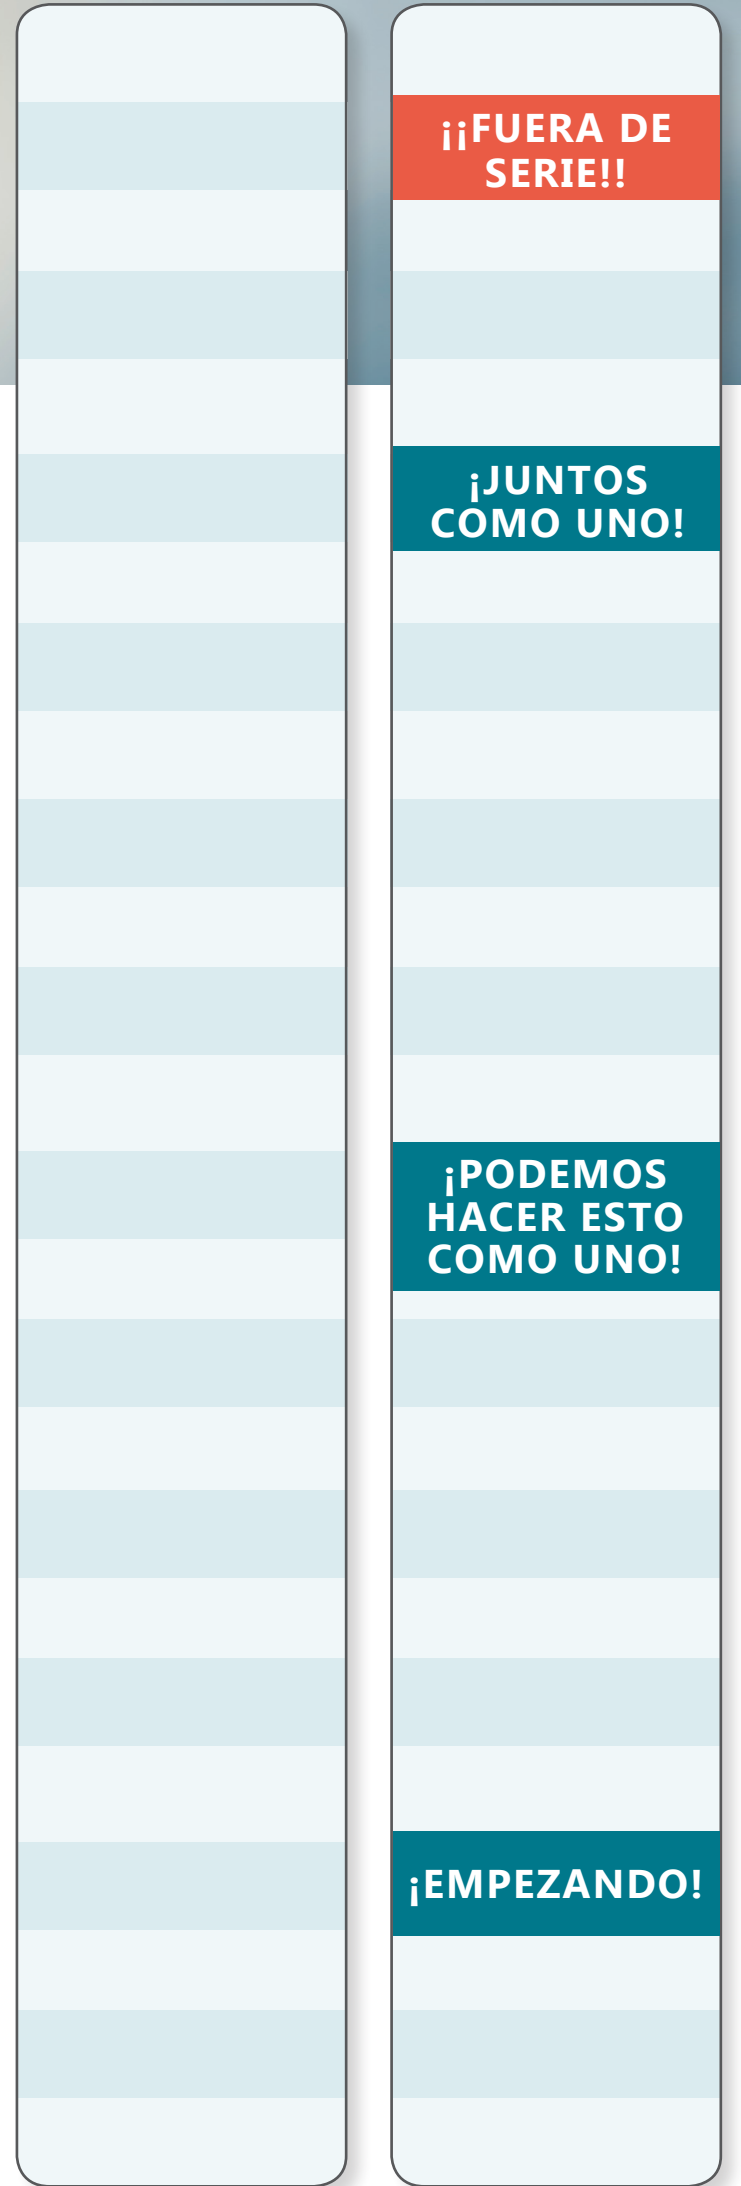 ¡¡FUERA DE
SERIE!!
¡JUNTOS
COMO UNO!
¡PODEMOS
HACER ESTO
COMO UNO!
¡EMPEZANDO!